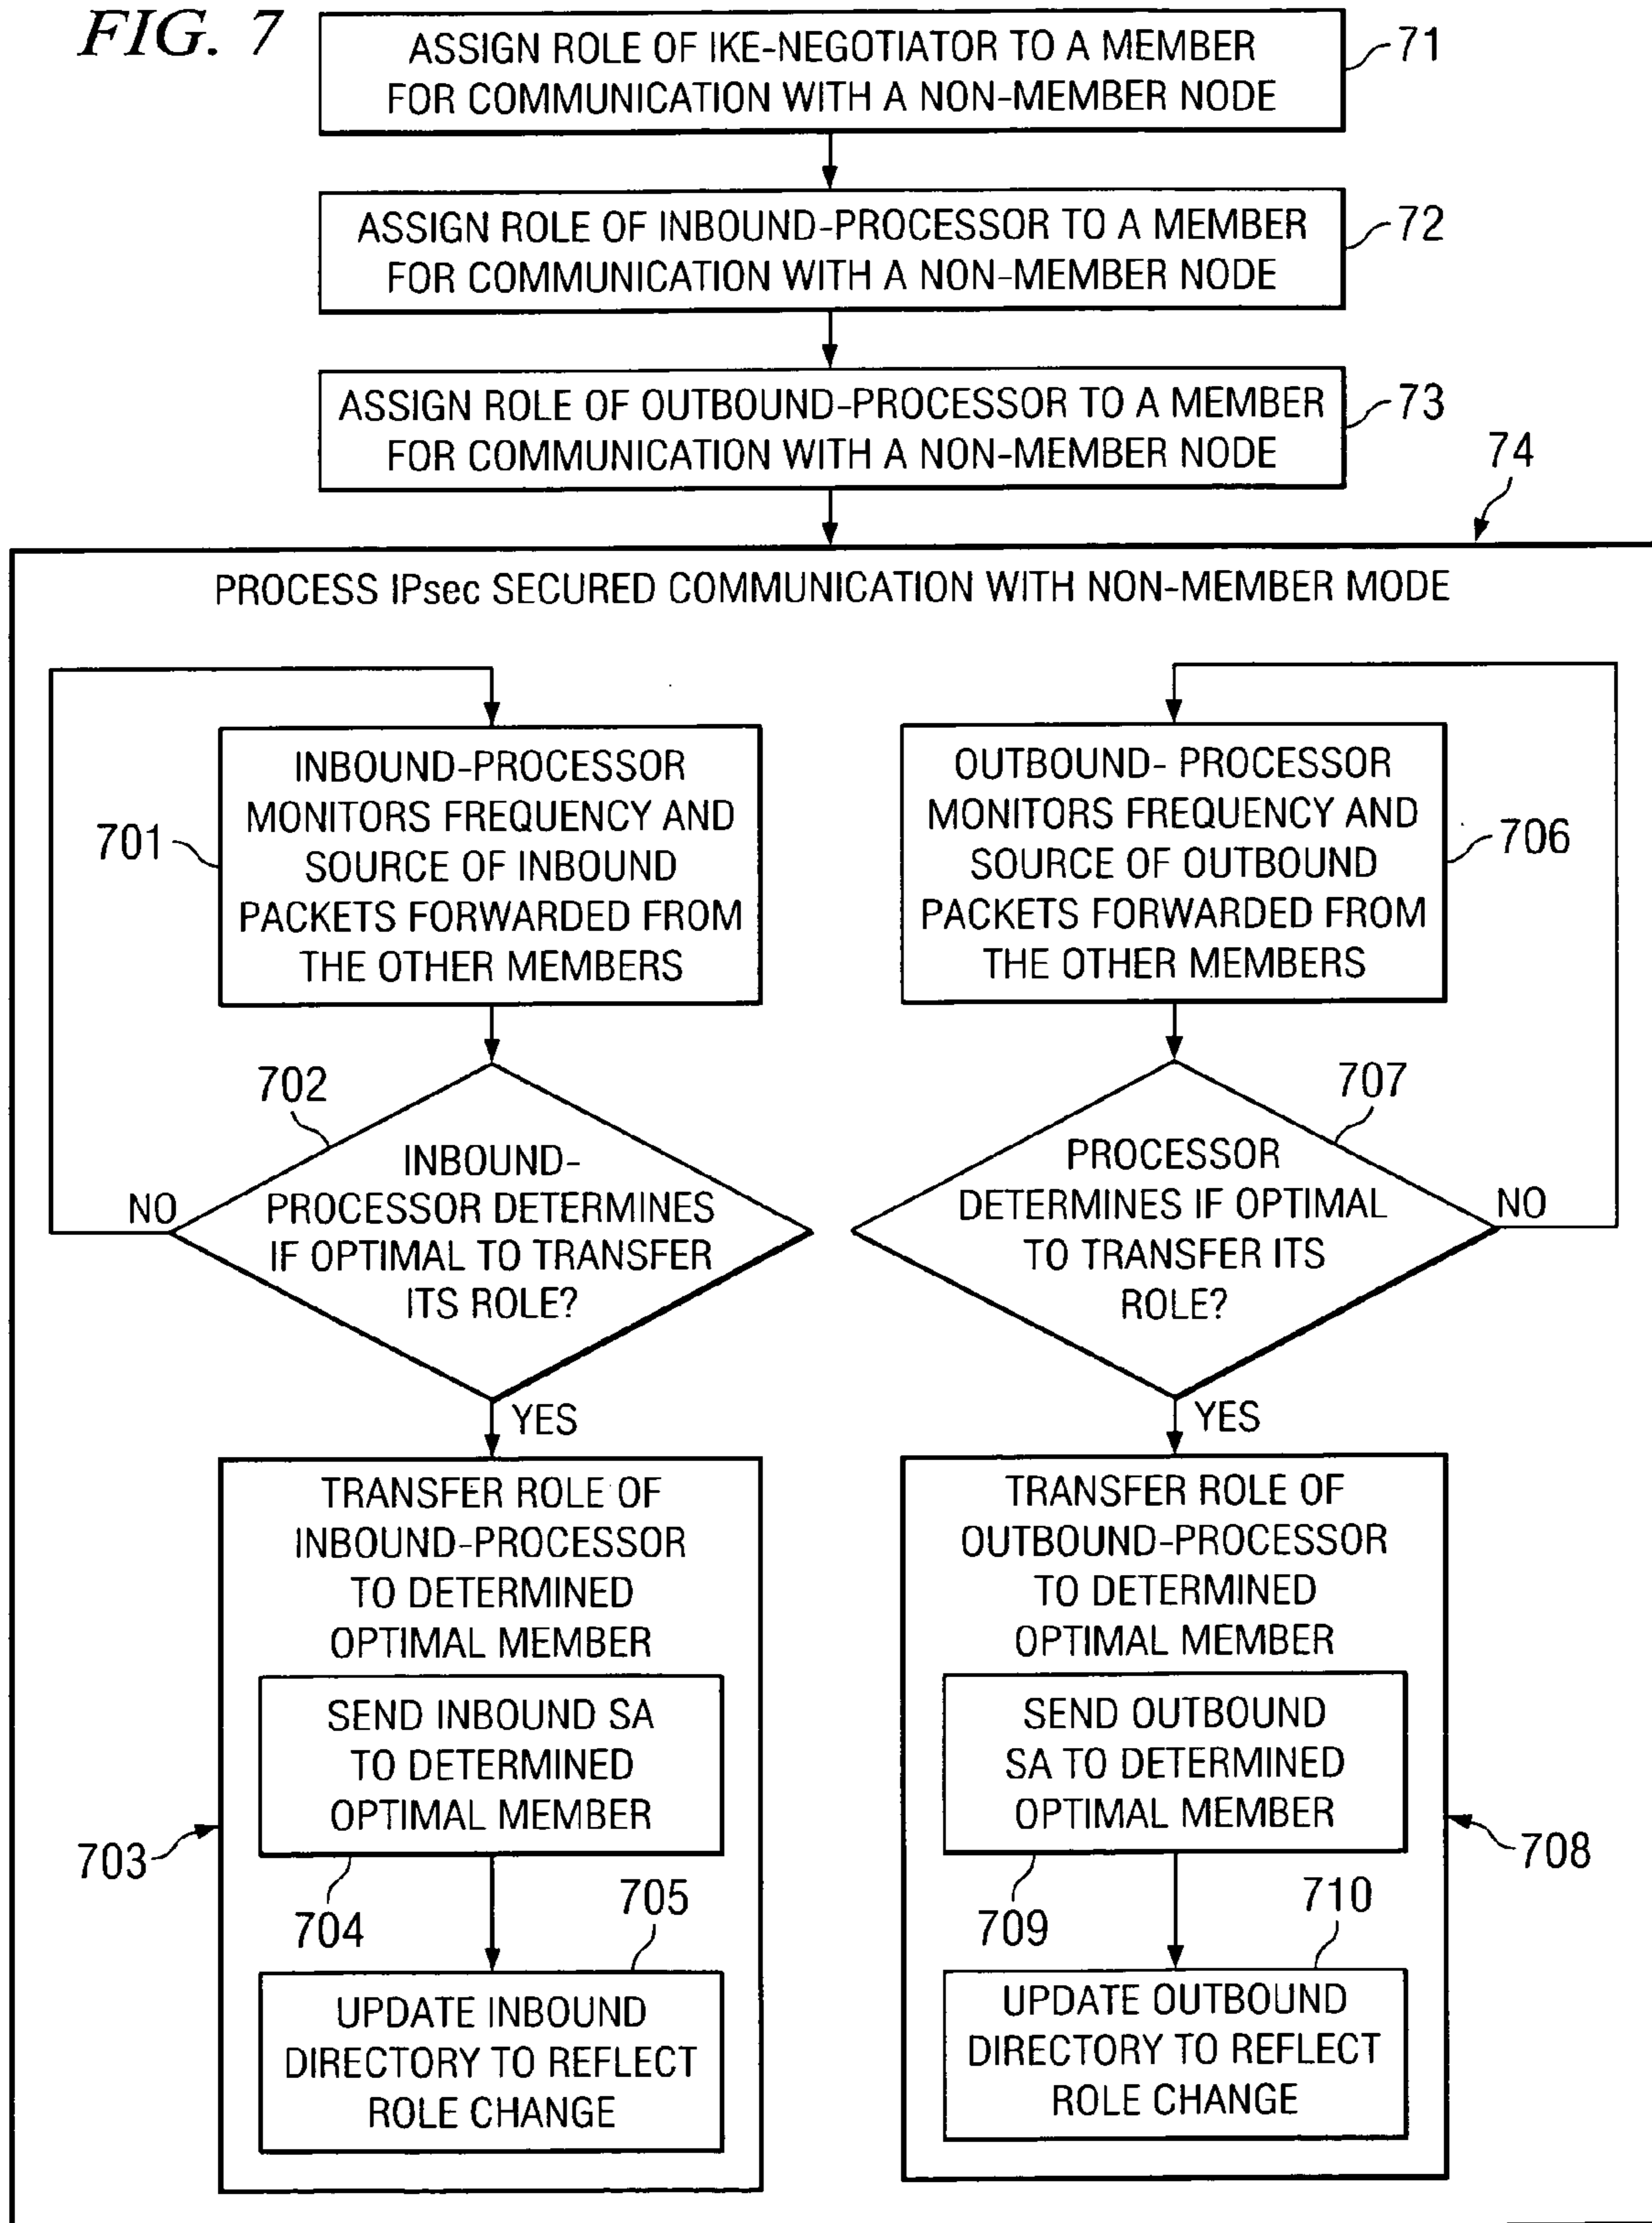 FIG. 7
ASSIGN ROLE OF IKE-NEGOTIATOR TO A MEMBER
FOR COMMUNICATION WITH A NON-MEMBER NODE
71
ASSIGN ROLE OF INBOUND-PROCESSOR TO A MEMBER
FOR COMMUNICATION WITH A NON-MEMBER NODE
72
ASSIGN ROLE OF OUTBOUND-PROCESSOR TO A MEMBER
FOR COMMUNICATION WITH A NON-MEMBER NODE
73
74
PROCESS IPsec SECURED COMMUNICATION WITH NON-MEMBER MODE
INBOUND-PROCESSOR
MONITORS FREQUENCY AND
SOURCE OF INBOUND
PACKETS FORWARDED FROM
THE OTHER MEMBERS
701
702
INBOUND-
PROCESSOR DETERMINES
IF OPTIMAL TO TRANSFER
ITS ROLE?
NO
YES
TRANSFER ROLE OF
INBOUND-PROCESSOR
TO DETERMINED
OPTIMAL MEMBER
SEND INBOUND SA
TO DETERMINED
OPTIMAL MEMBER
703
704
705
UPDATE INBOUND
DIRECTORY TO REFLECT
ROLE CHANGE
OUTBOUND- PROCESSOR
MONITORS FREQUENCY AND
SOURCE OF OUTBOUND
PACKETS FORWARDED FROM
THE OTHER MEMBERS
706
707
PROCESSOR
DETERMINES IF OPTIMAL
TO TRANSFER ITS
ROLE?
NO
YES
TRANSFER ROLE OF
OUTBOUND-PROCESSOR
TO DETERMINED
OPTIMAL MEMBER
SEND OUTBOUND
SA TO DETERMINED
OPTIMAL MEMBER
708
709
710
UPDATE OUTBOUND
DIRECTORY TO REFLECT
ROLE CHANGE